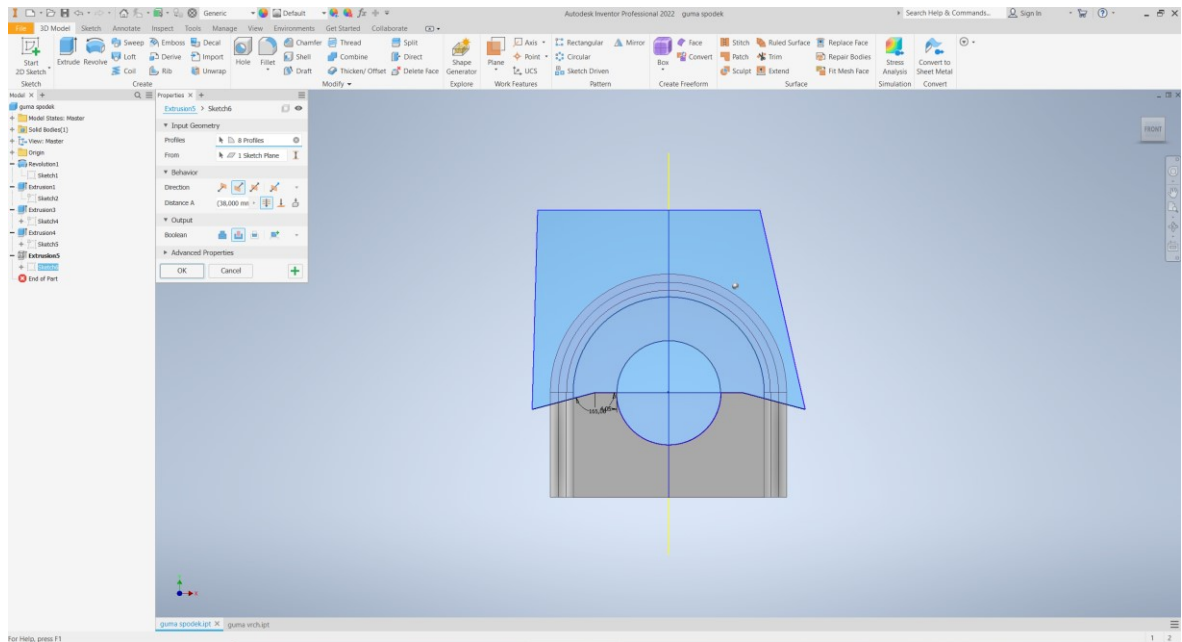 Generic
Default
Autodesk Inventor Professional 2022 guma spodek
Search Help & Commands...
Sign In
File 3D Model Sketch Annotate Inspect Tools Manage View Environments Get Started Collaborate
Start 2D Sketch
Extrude
Revolve
Sweep Emboss Decal
Loft Derive Import
Coil Rib Unwrap
Hole
Fillet
Chamfer Thread Split
Shell Combine Direct
Draft Thicken/ Offset Delete Face
Shape Generator
Plane
Axis
Point
UCS
Rectangular Mirror
Circular
Sketch Driven
Box
Face
Convert
Stitch Ruled Surface Replace Face
Patch Trim Repair Bodies
Sculpt Extend Fit Mesh Face
Stress Analysis
Convert to Sheet Metal
Sketch Create Modify Explore Work Features Pattern Create Freeform Surface Simulation Convert
Model
guma spodek
Model States: Master
Solid Bodies(1)
View: Master
Origin
Revolution1
Sketch1
Extrusion1
Sketch2
Extrusion3
Sketch4
Extrusion4
Sketch5
Extrusion5
Sketch6
End of Part
Properties
Extrusion5 > Sketch6
Input Geometry
Profiles 8 Profiles
From 1 Sketch Plane
Behavior
Direction
Distance A (38,000 mm
Output
Boolean
Advanced Properties
OK Cancel
FRONT
guma spodek.ipt guma vrch.ipt
For Help, press F1
1 2